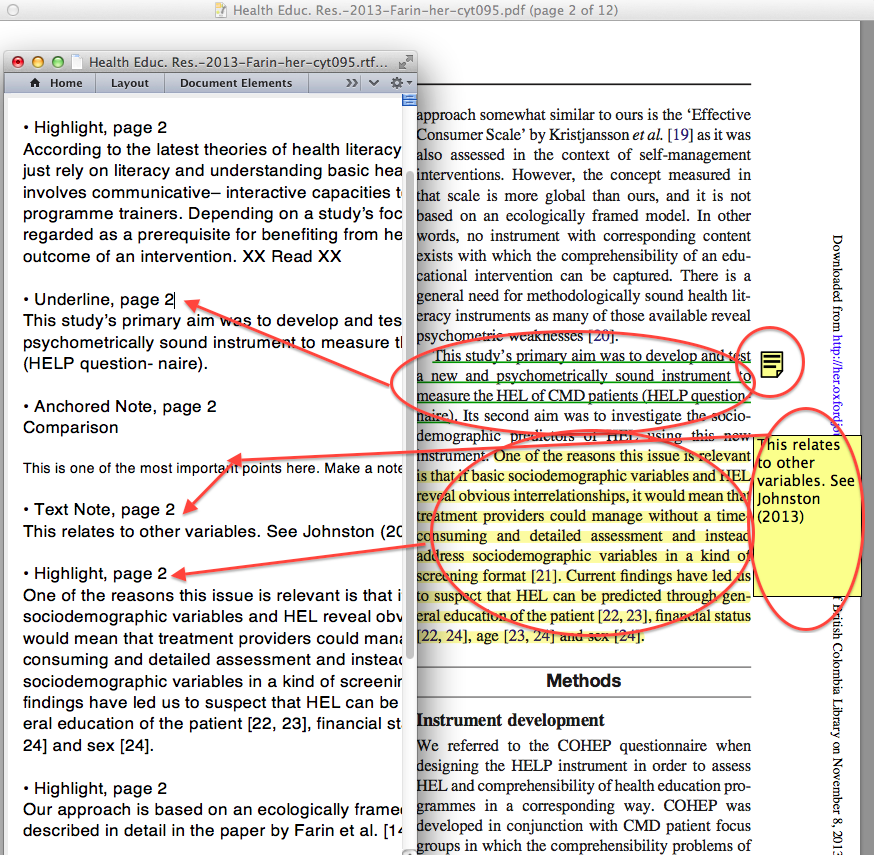 Health Educ. Res.-2013-Farin-her-cyt095.pdf (page 2 of 12)
Health Educ. Res.-2013-Farin-her-cyt095.rtf...
Home Layout Document Elements
• Highlight, page 2
According to the latest theories of health literacy
just rely on literacy and understanding basic hea
involves communicative– interactive capacities t
programme trainers. Depending on a study's foc
regarded as a prerequisite for benefiting from he
outcome of an intervention. XX Read XX
• Underline, page 2
This study's primary aim was to develop and tes
psychometrically sound instrument to measure t
(HELP question- naire).
• Anchored Note, page 2
Comparison
This is one of the most important points here. Make a note
• Text Note, page 2
This relates to other variables. See Johnston (20
• Highlight, page 2
One of the reasons this issue is relevant is that i
sociodemographic variables and HEL reveal obv
would mean that treatment providers could mana
consuming and detailed assessment and instead
sociodemographic variables in a kind of screenin
findings have led us to suspect that HEL can be
eral education of the patient [22, 23], financial st
24] and sex [24].
• Highlight, page 2
Our approach is based on an ecologically framed
described in detail in the paper by Farin et al. [14
approach somewhat similar to ours is the 'Effective
Consumer Scale' by Kristjansson et al. [19] as it was
also assessed in the context of self-management
interventions. However, the concept measured in
that scale is more global than ours, and it is not
based on an ecologically framed model. In other
words, no instrument with corresponding content
exists with which the comprehensibility of an edu-
cational intervention can be captured. There is a
general need for methodologically sound health lit-
eracy instruments as many of those available reveal
psychometric weaknesses [20].
This study's primary aim was to develop and test
a new and psychometrically sound instrument to
measure the HEL of CMD patients (HELP question-
naire). Its second aim was to investigate the socio-
demographic predictors of HEL using this new
instrument. One of the reasons this issue is relevant
is that if basic sociodemographic variables and HEL
reveal obvious interrelationships, it would mean that
treatment providers could manage without a time-
consuming and detailed assessment and instead
address sociodemographic variables in a kind of
screening format [21]. Current findings have led us
to suspect that HEL can be predicted through gen-
eral education of the patient [22, 23], financial status
[22, 24], age [23, 24] and sex [24].
Methods
Instrument development
We referred to the COHEP questionnaire when
designing the HELP instrument in order to assess
HEL and comprehensibility of health education pro-
grammes in a corresponding way. COHEP was
developed in conjunction with CMD patient focus
groups in which the comprehensibility problems of
This relates
to other
variables. See
Johnston
(2013)
Downloaded from http://her.oxfordjo
of British Colombia Library on November 8, 2013